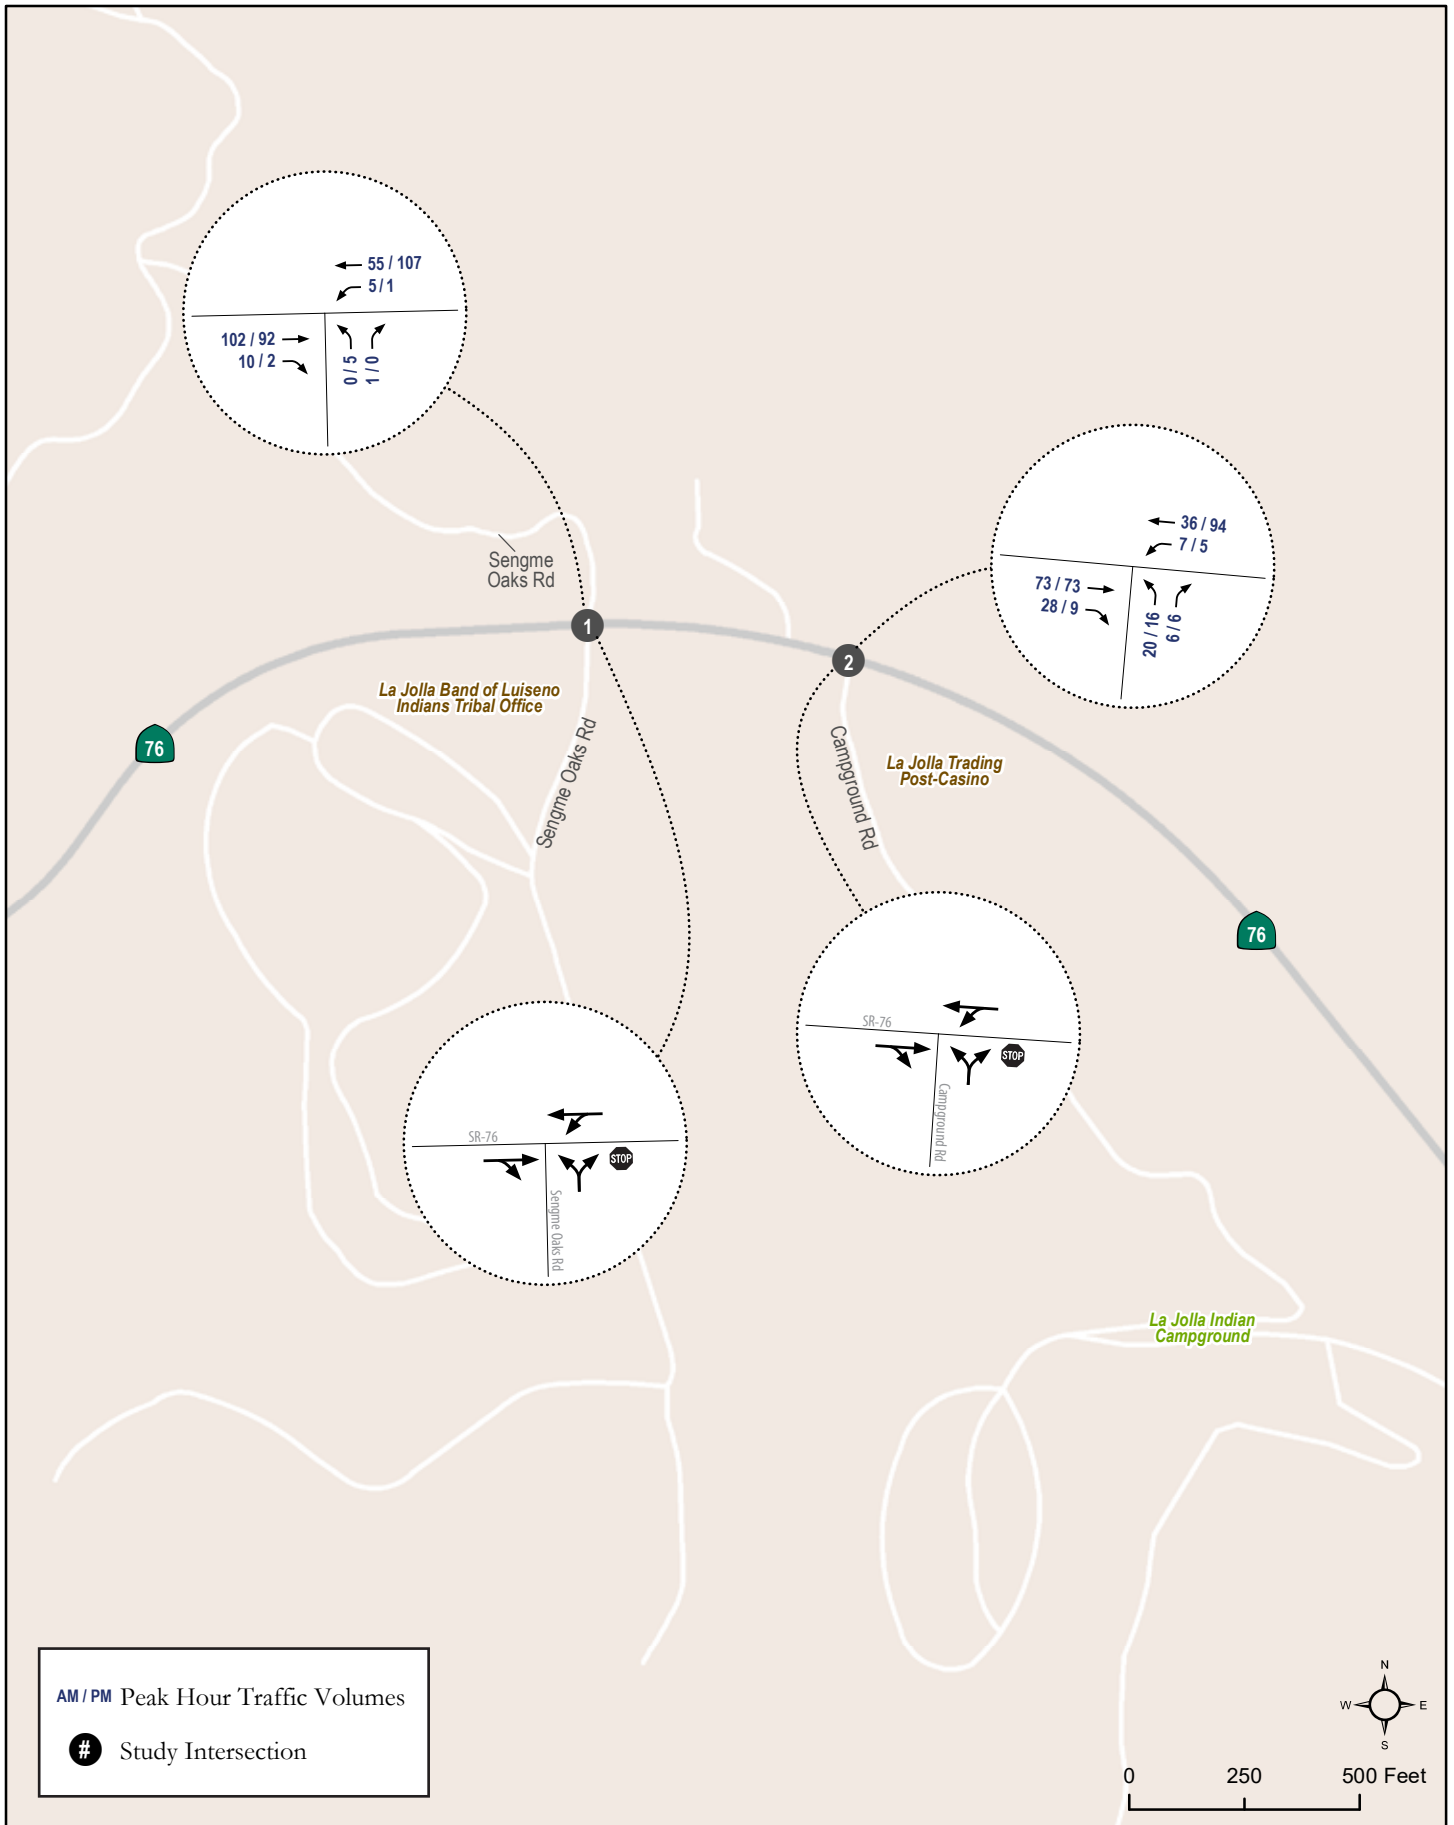 55 / 107
5 / 1
102 / 92
10 / 2
0 / 5
1 / 0
36 / 94
7 / 5
73 / 73
28 / 9
20 / 16
6 / 6
Sengme
Oaks Rd
1
2
La Jolla Band of Luiseno
Indians Tribal Office
Sengme Oaks Rd
76
Campground Rd
La Jolla Trading
Post-Casino
76
SR-76
STOP
Campground Rd
SR-76
STOP
Sengme Oaks Rd
La Jolla Indian
Campground
AM / PM Peak Hour Traffic Volumes
# Study Intersection
N
W E
S
0 250 500 Feet